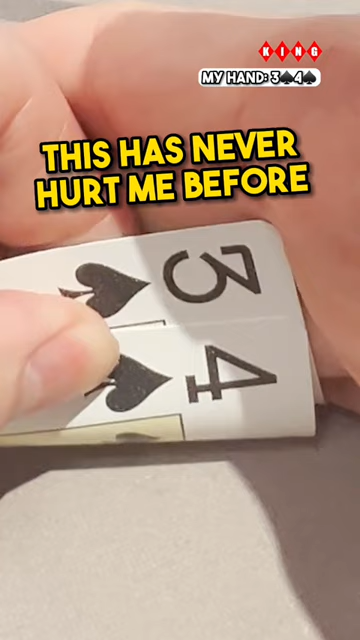 KING
MY HAND: 3♠4♠
THIS HAS NEVER
HURT ME BEFORE
3
4